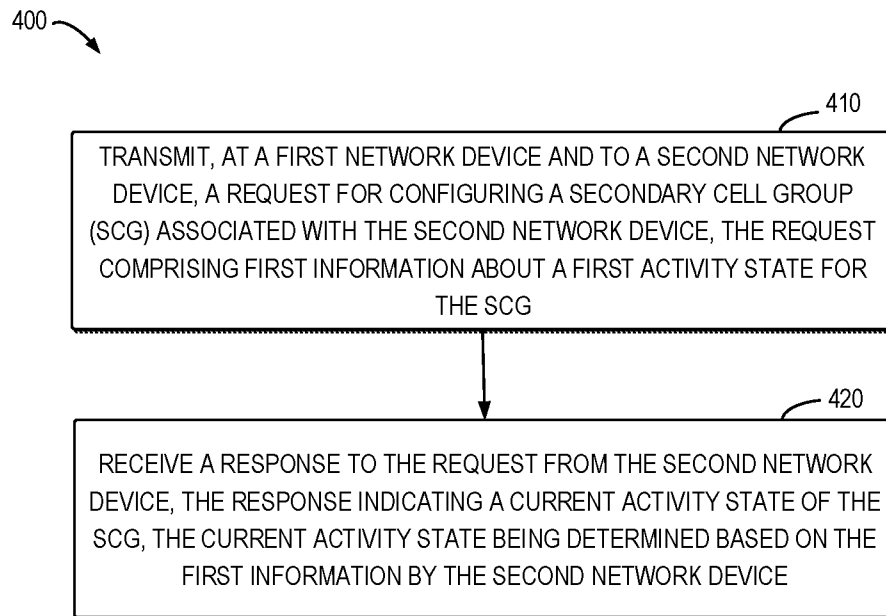 400
410
TRANSMIT, AT A FIRST NETWORK DEVICE AND TO A SECOND NETWORK
DEVICE, A REQUEST FOR CONFIGURING A SECONDARY CELL GROUP
(SCG) ASSOCIATED WITH THE SECOND NETWORK DEVICE, THE REQUEST
COMPRISING FIRST INFORMATION ABOUT A FIRST ACTIVITY STATE FOR
THE SCG
420
RECEIVE A RESPONSE TO THE REQUEST FROM THE SECOND NETWORK
DEVICE, THE RESPONSE INDICATING A CURRENT ACTIVITY STATE OF THE
SCG, THE CURRENT ACTIVITY STATE BEING DETERMINED BASED ON THE
FIRST INFORMATION BY THE SECOND NETWORK DEVICE